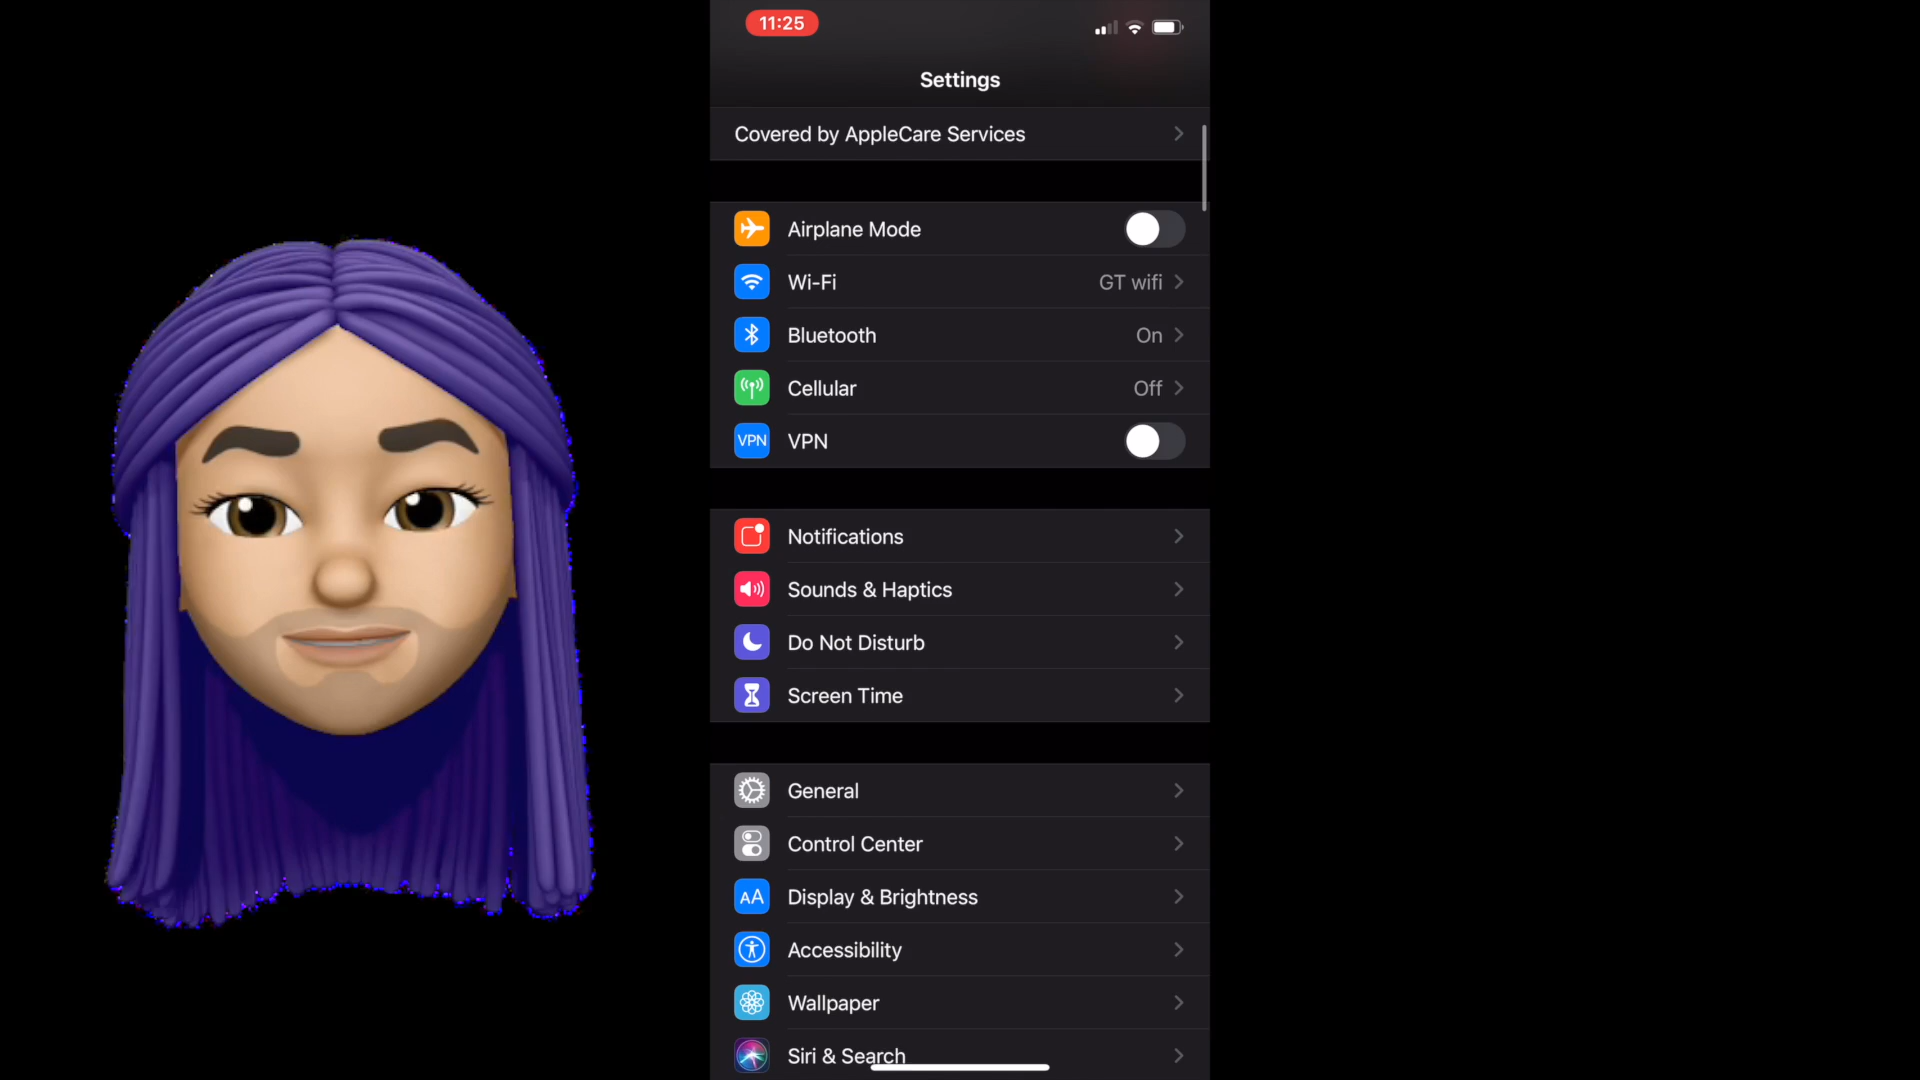 11:25
Settings
Covered by AppleCare Services
Airplane Mode
Wi-Fi GT wifi
Bluetooth On
Cellular Off
VPN VPN
Notifications
Sounds & Haptics
Do Not Disturb
Screen Time
General
Control Center
AA Display & Brightness
Accessibility
Wallpaper
Siri & Search